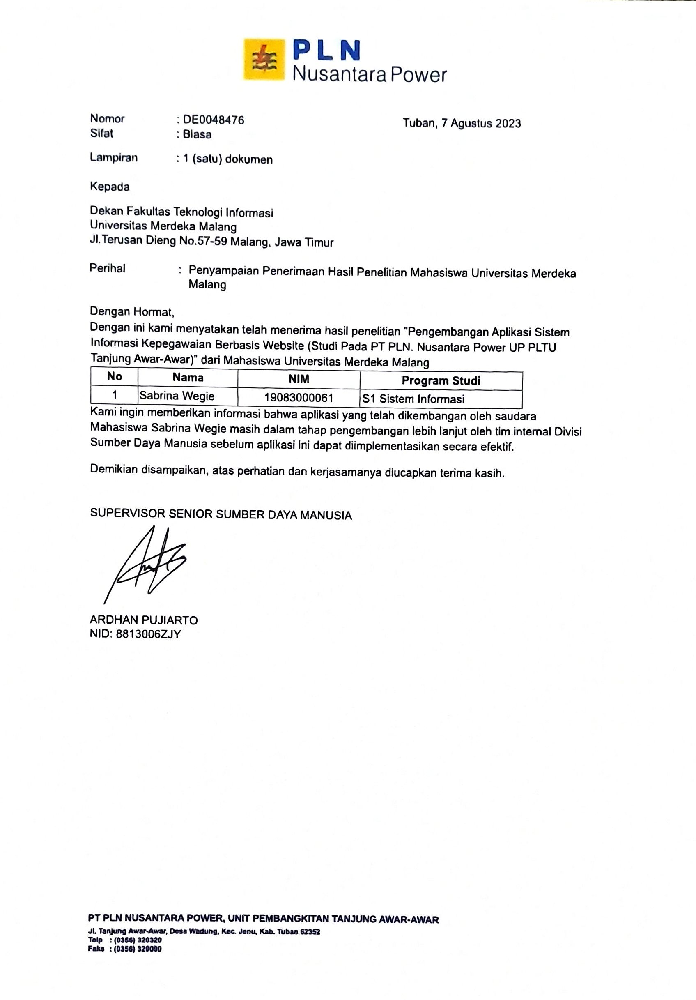 PLN
Nusantara Power
Nomor : DE0048476
Tuban, 7 Agustus 2023
Sifat : Biasa
Lampiran : 1 (satu) dokumen
Kepada
Dekan Fakultas Teknologi Informasi
Universitas Merdeka Malang
Jl.Terusan Dieng No.57-59 Malang, Jawa Timur
Perihal : Penyampaian Penerimaan Hasil Penelitian Mahasiswa Universitas Merdeka
Malang
Dengan Hormat,
Dengan ini kami menyatakan telah menerima hasil penelitian "Pengembangan Aplikasi Sistem
Informasi Kepegawaian Berbasis Website (Studi Pada PT PLN. Nusantara Power UP PLTU
Tanjung Awar-Awar)" dari Mahasiswa Universitas Merdeka Malang
No Nama NIM Program Studi
1 Sabrina Wegie 19083000061 S1 Sistem Informasi
Kami ingin memberikan informasi bahwa aplikasi yang telah dikembangan oleh saudara
Mahasiswa Sabrina Wegie masih dalam tahap pengembangan lebih lanjut oleh tim internal Divisi
Sumber Daya Manusia sebelum aplikasi ini dapat diimplementasikan secara efektif.
Demikian disampaikan, atas perhatian dan kerjasamanya diucapkan terima kasih.
SUPERVISOR SENIOR SUMBER DAYA MANUSIA
ARDHAN PUJIARTO
NID: 8813006ZJY
PT PLN NUSANTARA POWER, UNIT PEMBANGKITAN TANJUNG AWAR-AWAR
Jl. Tanjung Awar-Awar, Desa Wadung, Kec. Jenu, Kab. Tuban 62352
Telp : (0356) 320320
Faks : (0356)